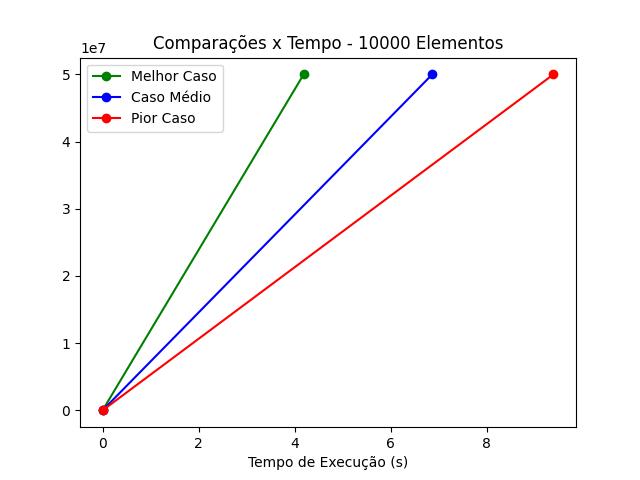 Comparações x Tempo - 10000 Elementos
1e7
Melhor Caso
Caso Médio
Pior Caso
5
4
3
2
1
0
0 2 4 6 8
Tempo de Execução (s)